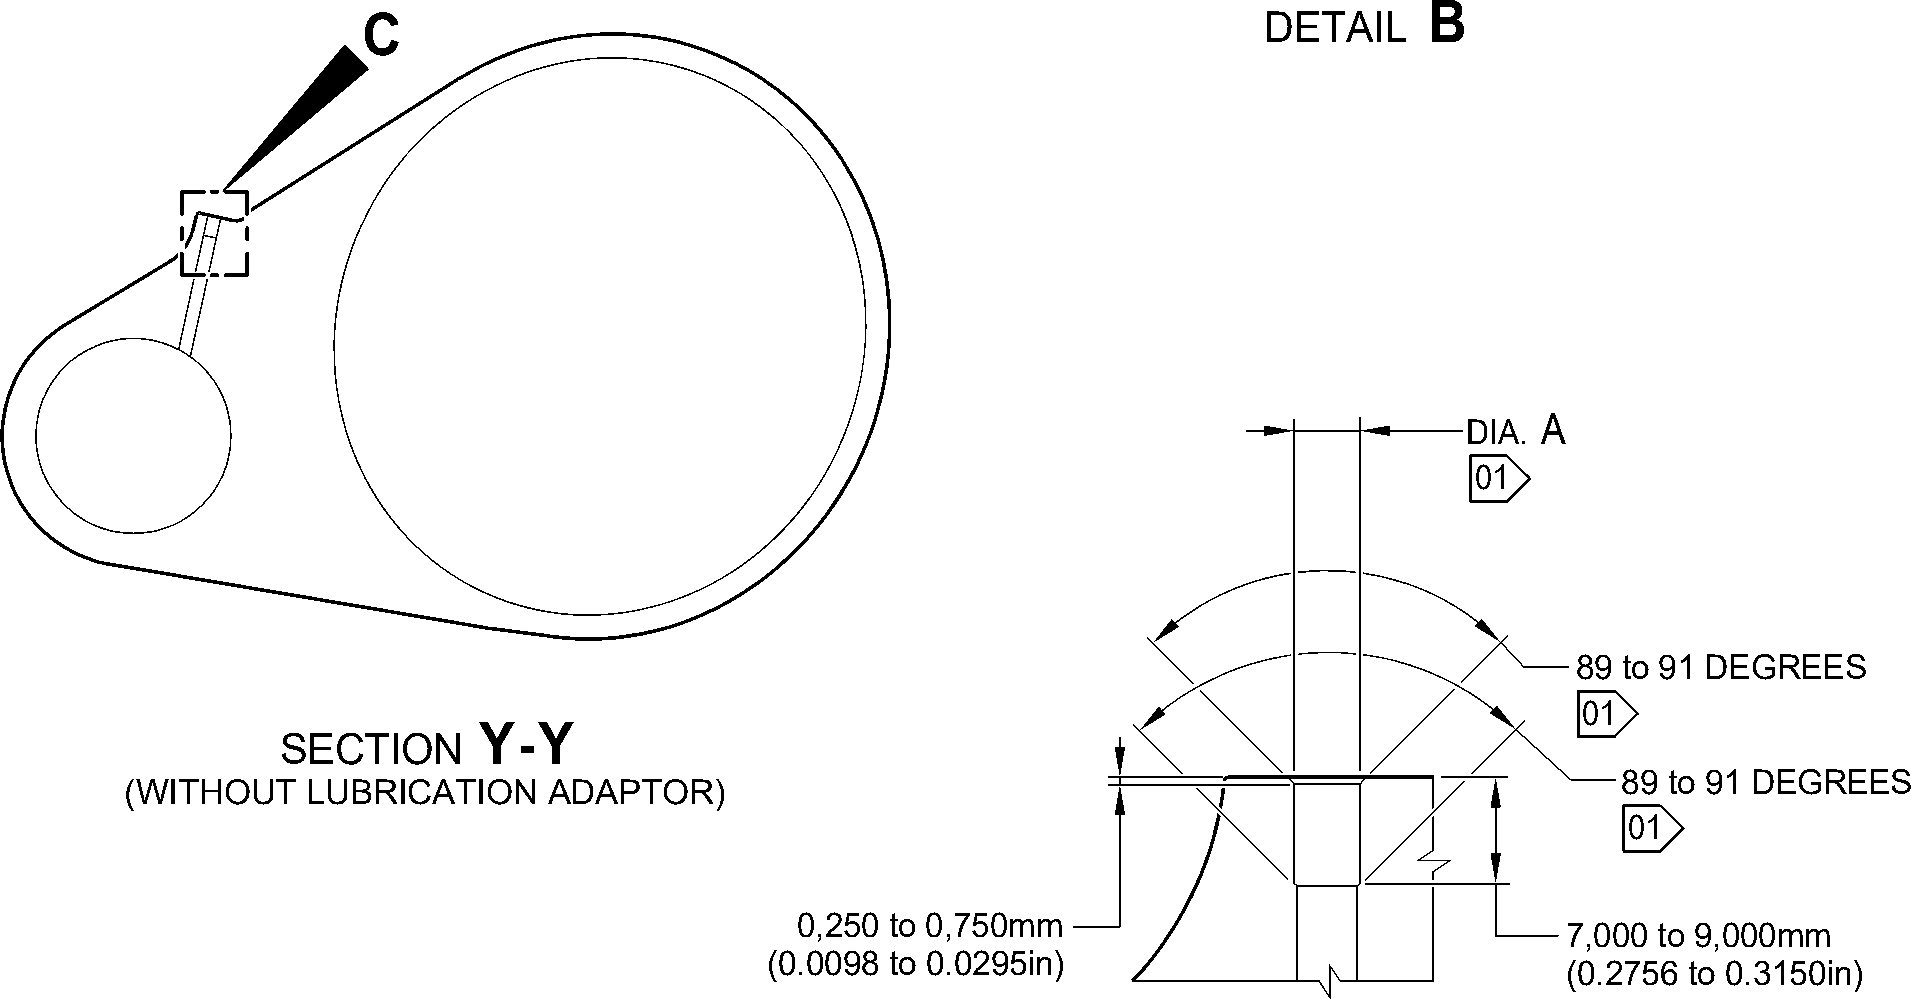 C
DETAIL B
SECTION Y-Y
(WITHOUT LUBRICATION ADAPTOR)
DIA. A
01
89 to 91 DEGREES
01
89 to 91 DEGREES
01
0,250 to 0,750mm
(0.0098 to 0.0295in)
7,000 to 9,000mm
(0.2756 to 0.3150in)